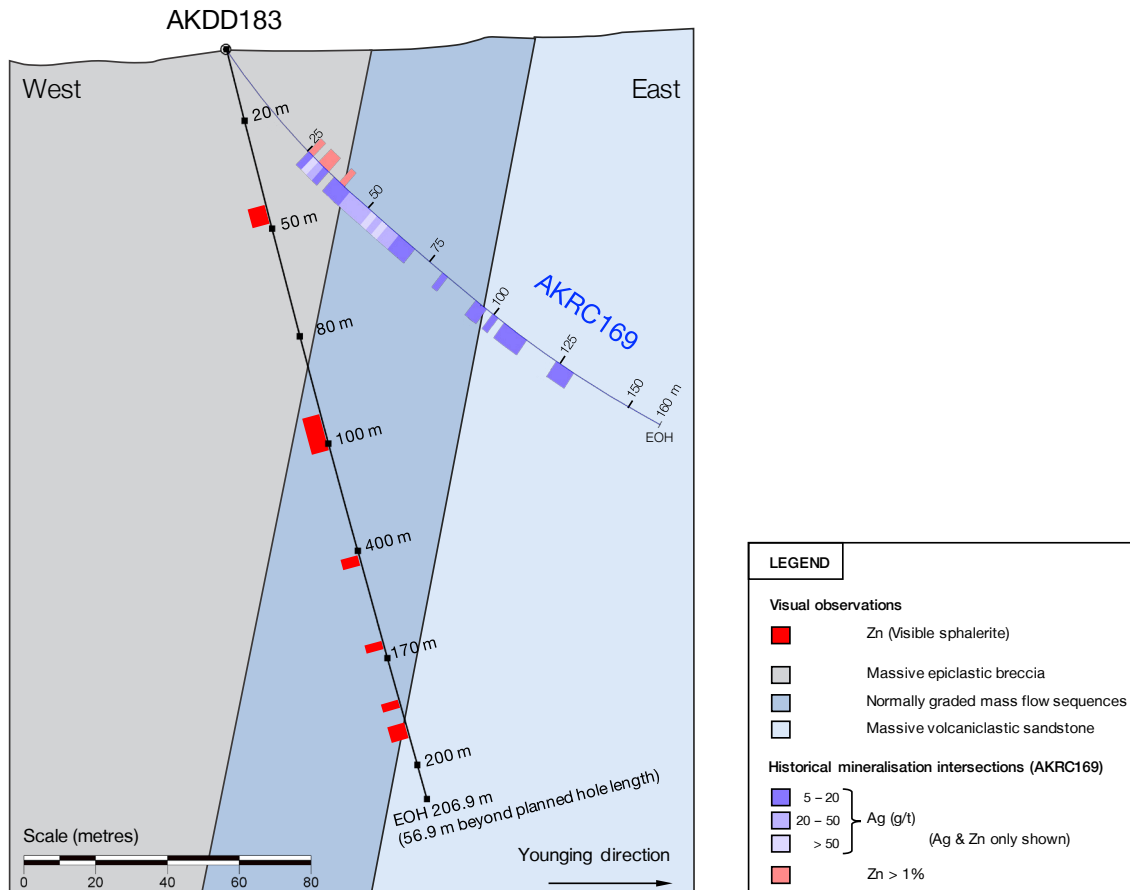 AKDD183
West
East
20 m
50 m
80 m
100 m
400 m
170 m
200 m
EOH 206.9 m
(56.9 m beyond planned hole length)
25
50
75
100
125
150
160 m
EOH
AKRC169
Scale (metres)
0 20 40 60 80
Younging direction
LEGEND
Visual observations
Zn (Visible sphalerite)
Massive epiclastic breccia
Normally graded mass flow sequences
Massive volcaniclastic sandstone
Historical mineralisation intersections (AKRC169)
5 – 20
20 – 50 Ag (g/t)
> 50 (Ag & Zn only shown)
Zn > 1%